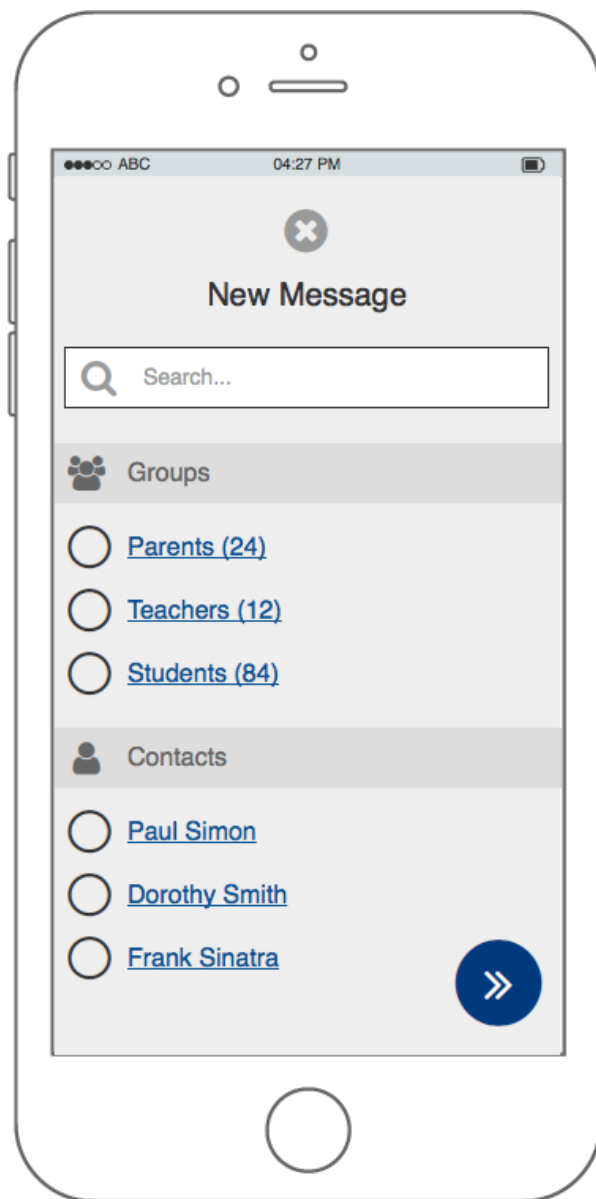 ABC 04:27 PM
New Message
Search...
Groups
Parents (24)
Teachers (12)
Students (84)
Contacts
Paul Simon
Dorothy Smith
Frank Sinatra